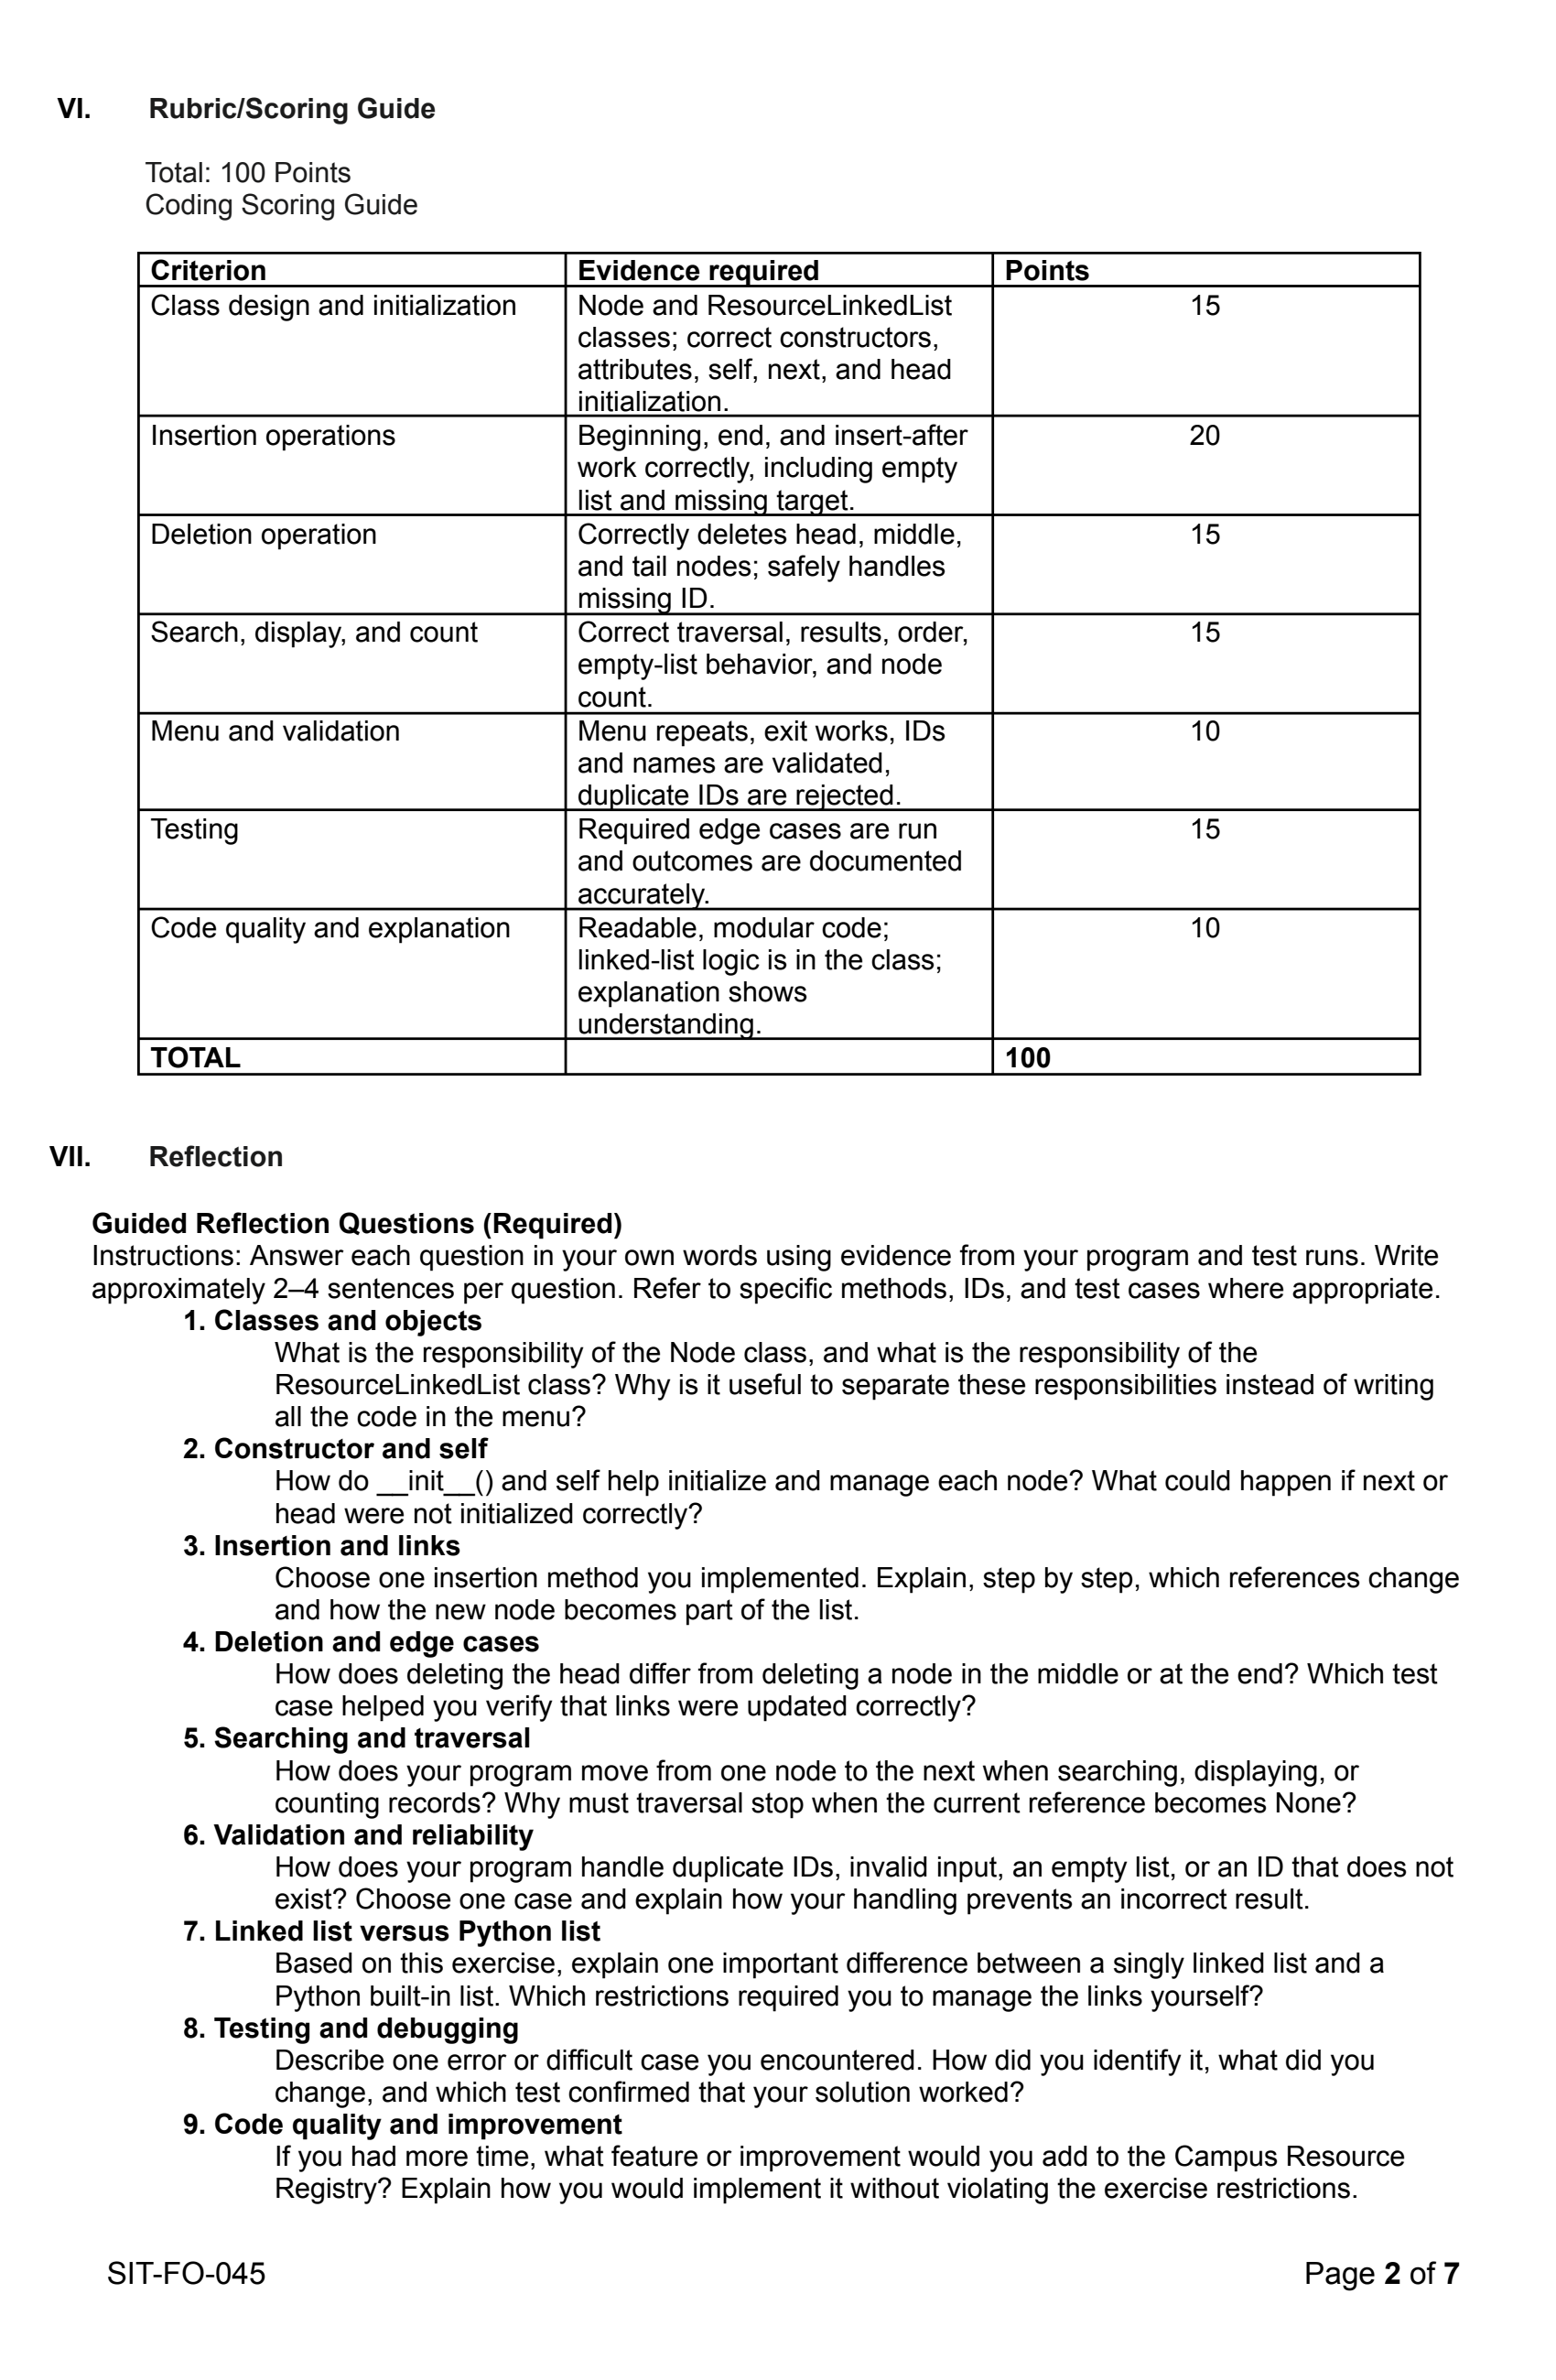 VI. Rubric/Scoring Guide
Total: 100 Points
Coding Scoring Guide
Criterion Evidence required Points
Class design and initialization Node and ResourceLinkedList 15
classes; correct constructors,
attributes, self, next, and head
initialization.
Insertion operations Beginning, end, and insert-after 20
work correctly, including empty
list and missing target.
Deletion operation Correctly deletes head, middle, 15
and tail nodes; safely handles
missing ID.
Search, display, and count Correct traversal, results, order, 15
empty-list behavior, and node
count.
Menu and validation Menu repeats, exit works, IDs 10
and names are validated,
duplicate IDs are rejected.
Testing Required edge cases are run 15
and outcomes are documented
accurately.
Code quality and explanation Readable, modular code; 10
linked-list logic is in the class;
explanation shows
understanding.
TOTAL 100
VII. Reflection
Guided Reflection Questions (Required)
Instructions: Answer each question in your own words using evidence from your program and test runs. Write
approximately 2–4 sentences per question. Refer to specific methods, IDs, and test cases where appropriate.
1. Classes and objects
What is the responsibility of the Node class, and what is the responsibility of the
ResourceLinkedList class? Why is it useful to separate these responsibilities instead of writing
all the code in the menu?
2. Constructor and self
How do __init__() and self help initialize and manage each node? What could happen if next or
head were not initialized correctly?
3. Insertion and links
Choose one insertion method you implemented. Explain, step by step, which references change
and how the new node becomes part of the list.
4. Deletion and edge cases
How does deleting the head differ from deleting a node in the middle or at the end? Which test
case helped you verify that links were updated correctly?
5. Searching and traversal
How does your program move from one node to the next when searching, displaying, or
counting records? Why must traversal stop when the current reference becomes None?
6. Validation and reliability
How does your program handle duplicate IDs, invalid input, an empty list, or an ID that does not
exist? Choose one case and explain how your handling prevents an incorrect result.
7. Linked list versus Python list
Based on this exercise, explain one important difference between a singly linked list and a
Python built-in list. Which restrictions required you to manage the links yourself?
8. Testing and debugging
Describe one error or difficult case you encountered. How did you identify it, what did you
change, and which test confirmed that your solution worked?
9. Code quality and improvement
If you had more time, what feature or improvement would you add to the Campus Resource
Registry? Explain how you would implement it without violating the exercise restrictions.
SIT-FO-045 Page 2 of 7